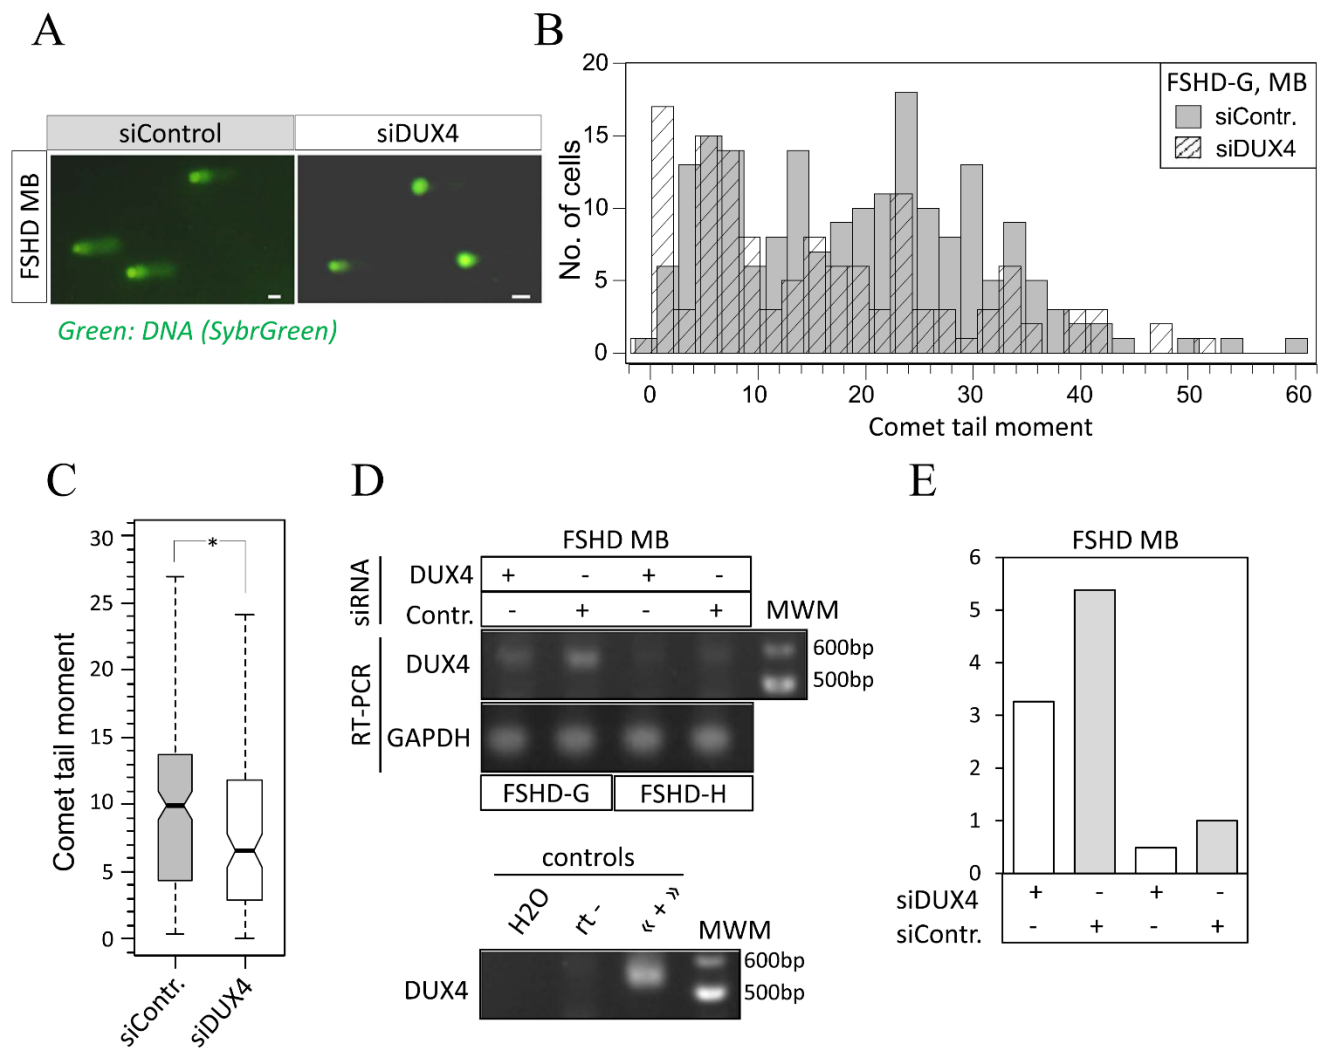 A
siControl
siDUX4
FSHD MB
Green: DNA (SybrGreen)
B
20
15
10
5
0
No. of cells
FSHD-G, MB
siContr.
siDUX4
0 10 20 30 40 50 60
Comet tail moment
C
30
25
20
15
10
5
0
Comet tail moment
*
siContr.
siDUX4
D
FSHD MB
siRNA
DUX4 + - + -
Contr. - + - +
MWM
RT-PCR
DUX4
600bp
500bp
GAPDH
FSHD-G
FSHD-H
controls
H2O
rt -
« + »
MWM
DUX4
600bp
500bp
E
FSHD MB
6
5
4
3
2
1
0
siDUX4 + - + -
siContr. - + - +